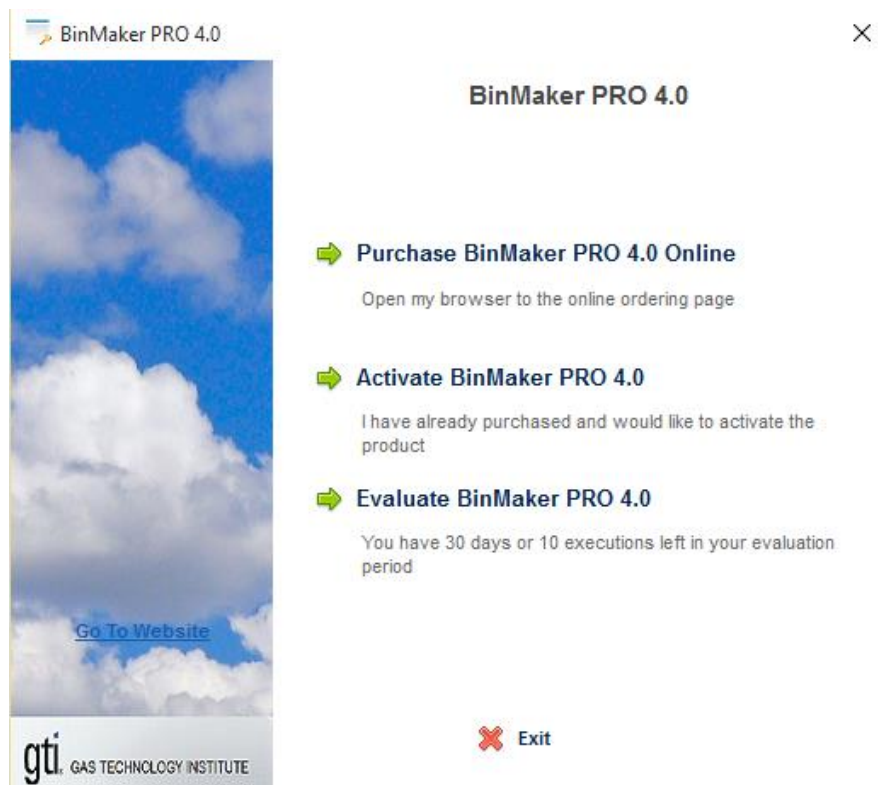 BinMaker PRO 4.0
BinMaker PRO 4.0
Purchase BinMaker PRO 4.0 Online
Open my browser to the online ordering page
Activate BinMaker PRO 4.0
I have already purchased and would like to activate the
product
Evaluate BinMaker PRO 4.0
You have 30 days or 10 executions left in your evaluation
period
Go To Website
Exit
gti. GAS TECHNOLOGY INSTITUTE